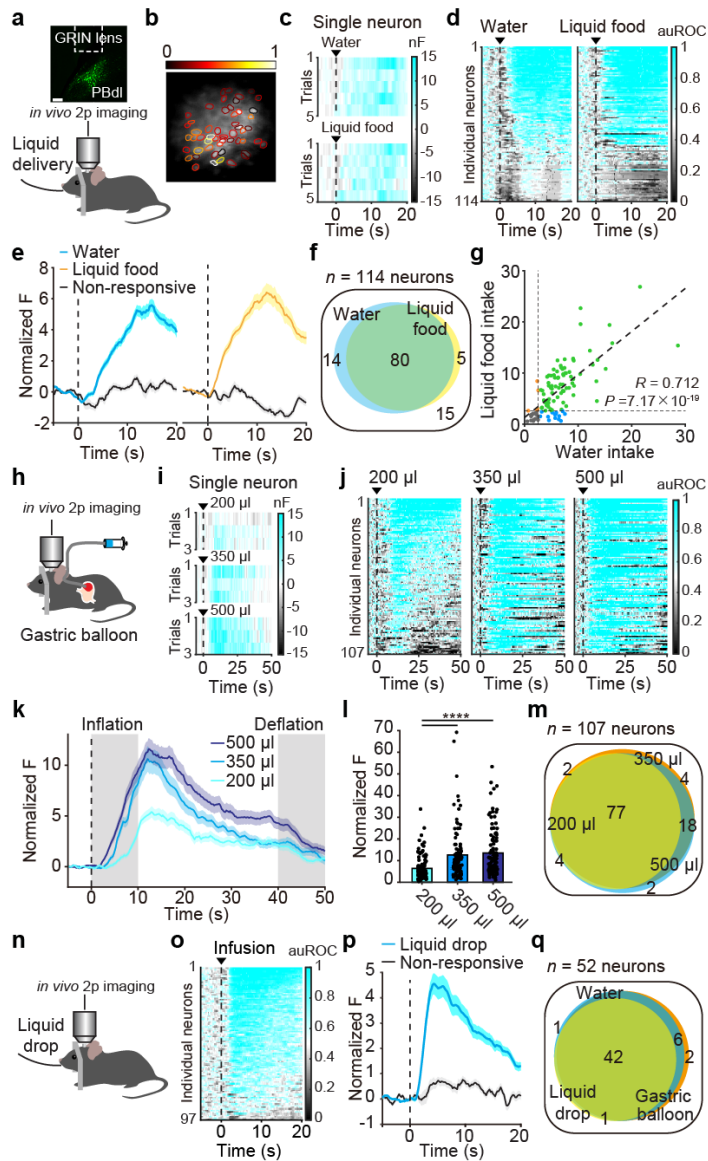 a
GRIN lens
PBdl
in vivo 2p imaging
Liquid
delivery
b
0 1
c
Single neuron
Water
nF
1
Trials
5
Liquid food
1
Trials
5
15
10
5
0
−5
−10
−15
0 10 20
Time (s)
d
Water Liquid food
auROC
1
Individual neurons
114
1
0.8
0.6
0.4
0.2
0
0 10 20 0 10 20
Time (s) Time (s)
e
Water
Liquid food
Non-responsive
Normalized F
8
6
4
2
0
-2
0 10 20 0 10 20
Time (s) Time (s)
f
n = 114 neurons
Water
Liquid
food
14
80
5
15
g
Liquid food intake
30
20
10
0
R = 0.712
P =7.17×10⁻¹⁹
0 10 20 30
Water intake
h
in vivo 2p imaging
Gastric balloon
i
Single neuron
200 µl
nF
1
Trials
3
350 µl
1
Trials
3
500 µl
1
Trials
3
15
10
5
0
−5
−10
−15
0 50
Time (s)
j
200 µl 350 µl 500 µl
auROC
1
Individual neurons
107
1
0.8
0.6
0.4
0.2
0
0 50 0 50 0 50
Time (s) Time (s) Time (s)
k
Inflation Deflation
500 µl
350 µl
200 µl
Normalized F
10
5
0
0 10 20 30 40 50
Time (s)
l
****
Normalized F
70
60
50
40
30
20
10
0
200 µl
350 µl
500 µl
m
n = 107 neurons
2
350 µl
4
77
200 µl
18
4
500 µl
2
n
in vivo 2p imaging
Liquid
drop
o
Infusion
auROC
1
Individual neurons
97
1
0.8
0.6
0.4
0.2
0
0 10 20
Time (s)
p
Liquid drop
Non-responsive
Normalized F
5
4
3
2
1
0
-1
0 10 20
Time (s)
q
n = 52 neurons
Water
1
6
42
2
Liquid
drop
Gastric
balloon
1